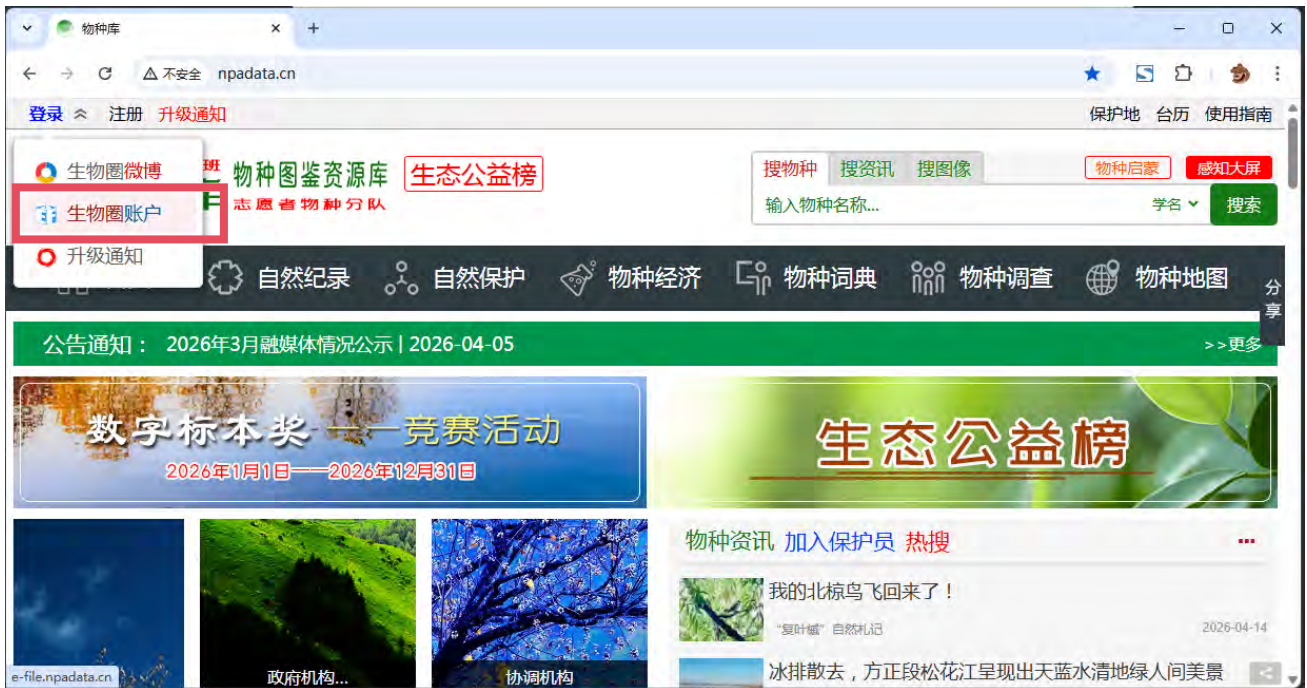 物种库
不安全 npadata.cn
登录 注册 升级通知 保护地 台历 使用指南
生物圈微博
生物圈账户
升级通知
班 物种图鉴资源库 生态公益榜
志愿者物种分队
搜物种 搜资讯 搜图像 物种启蒙 感知大屏
输入物种名称... 学名 搜索
自然纪录 自然保护 物种经济 物种词典 物种调查 物种地图
分享
公告通知： 2026年3月融媒体情况公示 | 2026-04-05 >>更多
数字标本奖——竞赛活动
2026年1月1日——2026年12月31日
生态公益榜
物种资讯 加入保护员 热搜
我的北椋鸟飞回来了！
“复叶槭”自然札记 2026-04-14
冰排散去，方正段松花江呈现出天蓝水清地绿人间美景
政府机构... 协调机构
e-file.npadata.cn